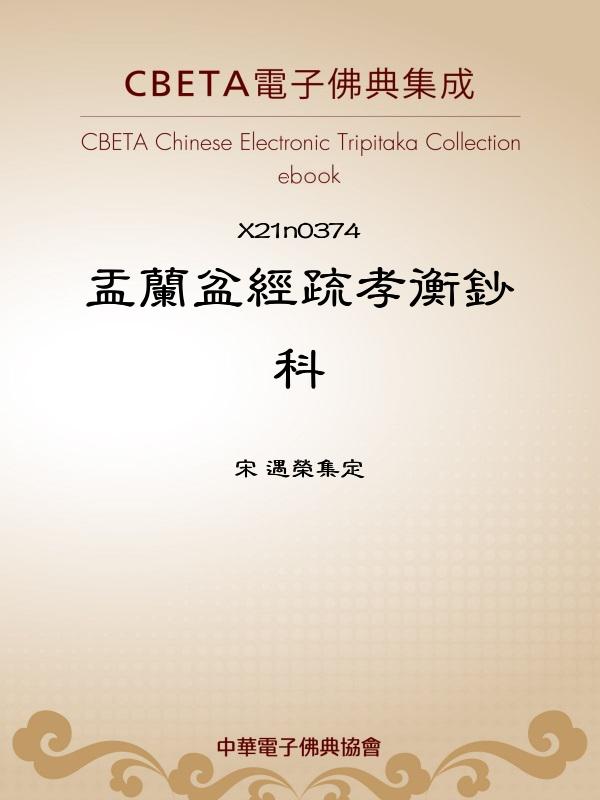 CBETA電子佛典集成
CBETA Chinese Electronic Tripitaka Collection
ebook
X21n0374
盂蘭盆經疏孝衡鈔
科
宋 遇榮集定
中華電子佛典協會